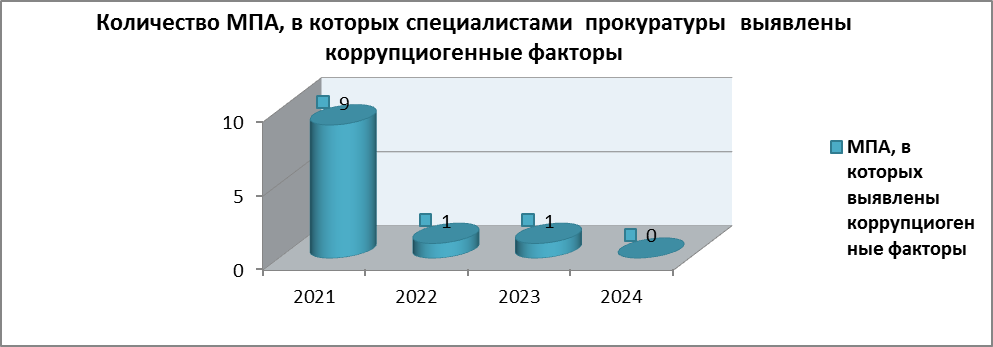 Количество МПА, в которых специалистами прокуратуры выявлены
коррупциогенные факторы
9
10
5
1
1
0
0
2021 2022 2023 2024
МПА, в
которых
выявлены
коррупциоген
ные факторы